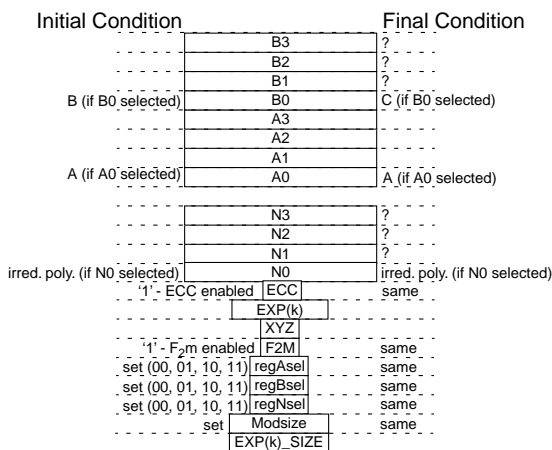 Initial Condition Final Condition
B3 ?
B2 ?
B1 ?
B (if B0 selected) B0 C (if B0 selected)
A3
A2
A1
A (if A0 selected) A0 A (if A0 selected)
N3 ?
N2 ?
N1 ?
irred. poly. (if N0 selected) N0 irred. poly. (if N0 selected)
‘1’ - ECC enabled ECC same
EXP(k)
XYZ
‘1’ - F2m enabled F2M same
set (00, 01, 10, 11) regAsel same
set (00, 01, 10, 11) regBsel same
set (00, 01, 10, 11) regNsel same
set Modsize same
EXP(k)_SIZE